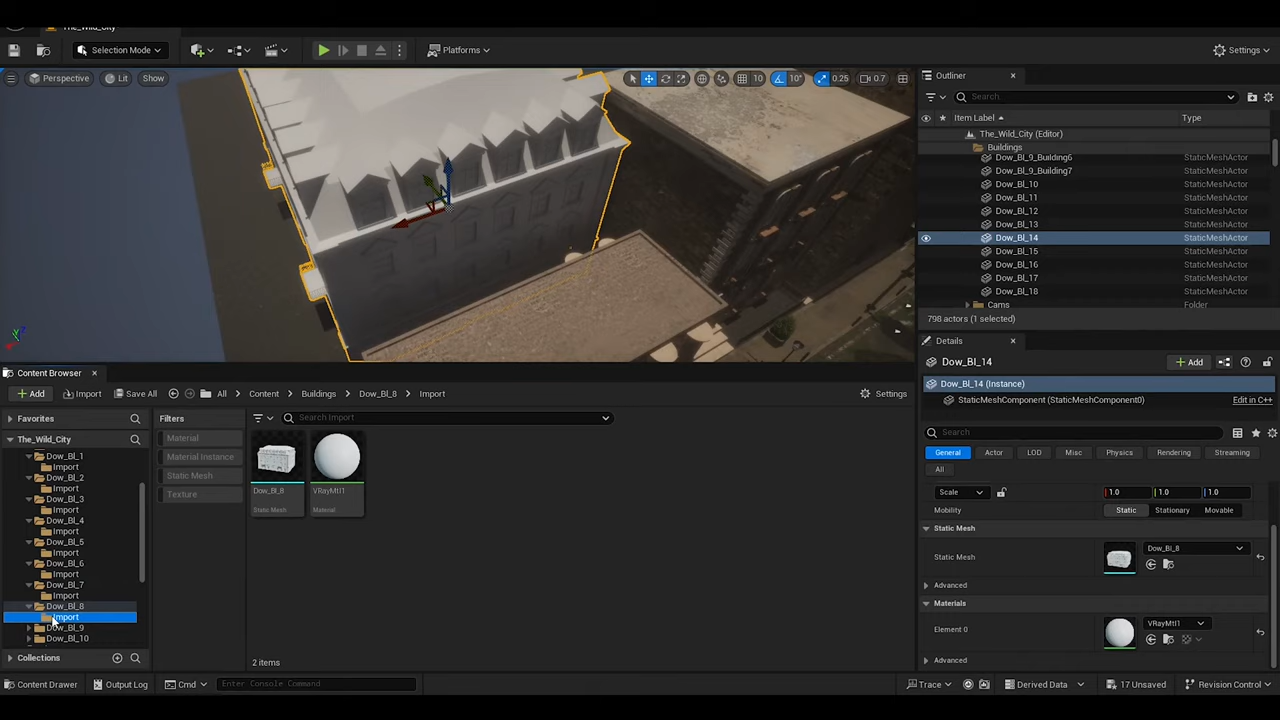 The_Wild_City
Selection Mode
Platforms
Settings
Perspective
Lit
Show
10
10°
0.25
0.7
Outliner
Search...
Item Label
Type
The_Wild_City (Editor)
Buildings
Dow_Bl_9_Building6 StaticMeshActor
Dow_Bl_9_Building7 StaticMeshActor
Dow_Bl_10 StaticMeshActor
Dow_Bl_11 StaticMeshActor
Dow_Bl_12 StaticMeshActor
Dow_Bl_13 StaticMeshActor
Dow_Bl_14 StaticMeshActor
Dow_Bl_15 StaticMeshActor
Dow_Bl_16 StaticMeshActor
Dow_Bl_17 StaticMeshActor
Dow_Bl_18 StaticMeshActor
Cams Folder
798 actors (1 selected)
Details
Dow_Bl_14
Add
Dow_Bl_14 (Instance)
StaticMeshComponent (StaticMeshComponent0)
Edit in C++
Search
General
Actor
LOD
Misc
Physics
Rendering
Streaming
All
Scale
1.0
1.0
1.0
Mobility
Static
Stationary
Movable
Static Mesh
Static Mesh
Dow_Bl_8
Advanced
Materials
Element 0
VRayMtl1
Advanced
Content Browser
Add
Import
Save All
All
Content
Buildings
Dow_Bl_8
Import
Settings
Favorites
The_Wild_City
Dow_Bl_1
Import
Dow_Bl_2
Import
Dow_Bl_3
Import
Dow_Bl_4
Import
Dow_Bl_5
Import
Dow_Bl_6
Import
Dow_Bl_7
Import
Dow_Bl_8
Import
Dow_Bl_9
Dow_Bl_10
Collections
Filters
Material
Material Instance
Static Mesh
Texture
Search Import
Dow_Bl_8
Static Mesh
VRayMtl1
Material
2 items
Content Drawer
Output Log
Cmd
Enter Console Command
Trace
Derived Data
17 Unsaved
Revision Control